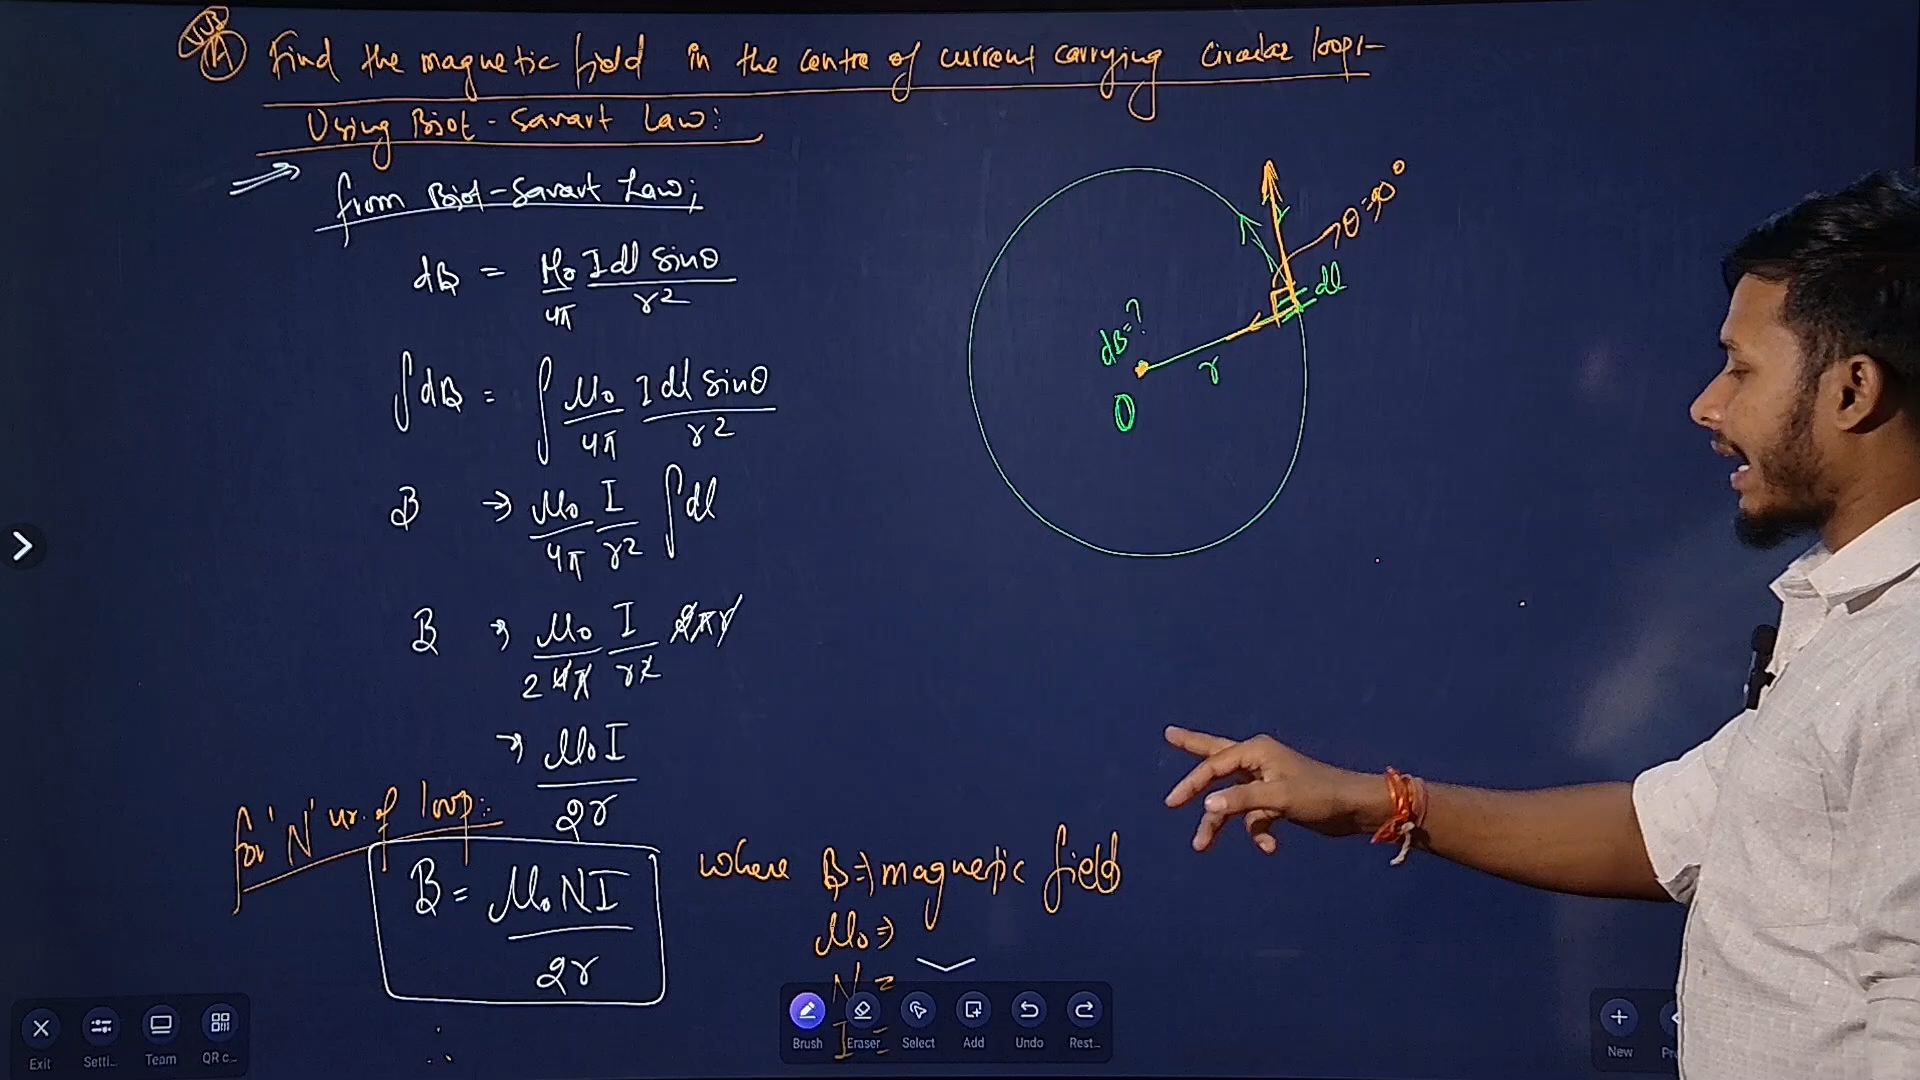 Find the magnetic field in the centre of current carrying Circular loop:-
Using Biot-Savart Law:
from Biot-Savart Law;
dB = μ₀/4π Idl sinθ/r²
∫dB = ∫ μ₀/4π Idl sinθ/r²
B → μ₀/4π I/r² ∫dl
B → μ₀/2 4π I/r² 2πr
→ μ₀I/2r
for 'N' nr. of loop:
B = μ₀NI/2r
where B ⇒ magnetic field
μ₀ ⇒
N =
I =
θ = 90°
dl
dB = ?
r
O
Exit
Setti...
Team
QR c...
Brush
Eraser
Select
Add
Undo
Rest...
New